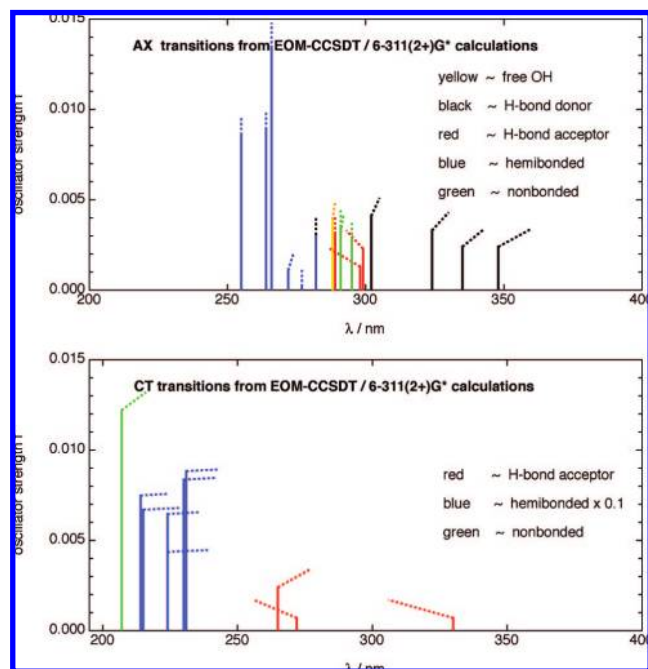 0.015
AX transitions from EOM-CCSDT / 6-311(2+)G* calculations
yellow ~ free OH
black ~ H-bond donor
red ~ H-bond acceptor
blue ~ hemibonded
green ~ nonbonded
oscillator strength f
0.010
0.005
0.000
200 250 300 350 400
λ / nm
0.015
CT transitions from EOM-CCSDT / 6-311(2+)G* calculations
red ~ H-bond acceptor
blue ~ hemibonded x 0.1
green ~ nonbonded
oscillator strength f
0.010
0.005
0.000
200 250 300 350 400
λ / nm